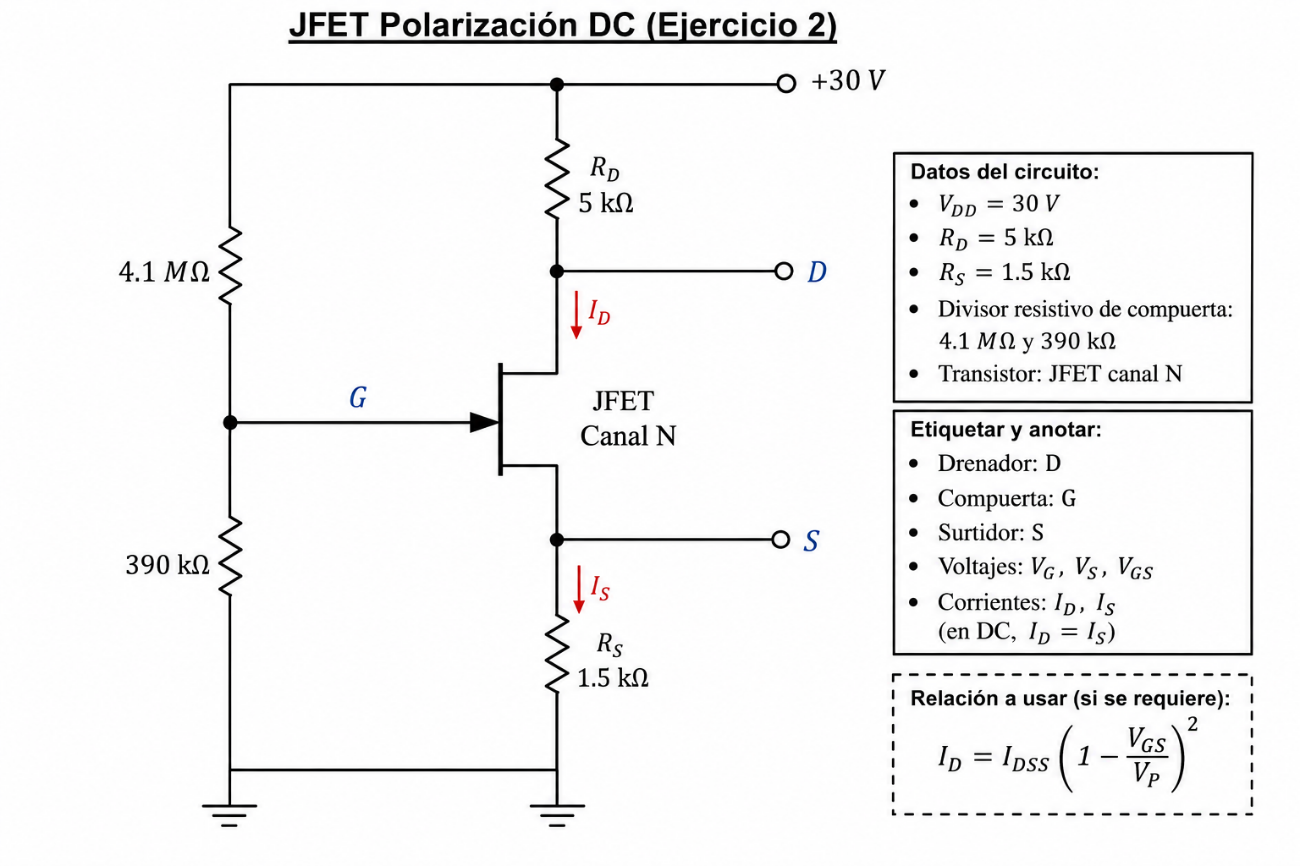 JFET Polarización DC (Ejercicio 2)
+30 V
R_D
5 kΩ
4.1 MΩ
D
I_D
G
JFET
Canal N
S
390 kΩ
I_S
R_S
1.5 kΩ
Datos del circuito:
• V_DD = 30 V
• R_D = 5 kΩ
• R_S = 1.5 kΩ
• Divisor resistivo de compuerta:
4.1 MΩ y 390 kΩ
• Transistor: JFET canal N
Etiquetar y anotar:
• Drenador: D
• Compuerta: G
• Surtidor: S
• Voltajes: V_G, V_S, V_GS
• Corrientes: I_D, I_S
(en DC, I_D = I_S)
Relación a usar (si se requiere):
I_D = I_DSS (1 − V_GS/V_P)²